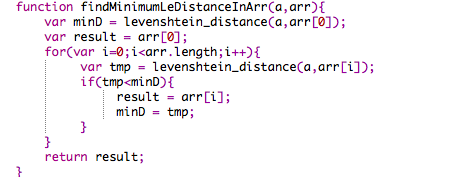 function findMinimumLeDistanceInArr(a,arr){
    var minD = levenshtein_distance(a,arr[0]);
    var result = arr[0];
    for(var i=0;i<arr.length;i++){
        var tmp = levenshtein_distance(a,arr[i]);
        if(tmp<minD){
            result = arr[i];
            minD = tmp;
        }
    }
    return result;
}